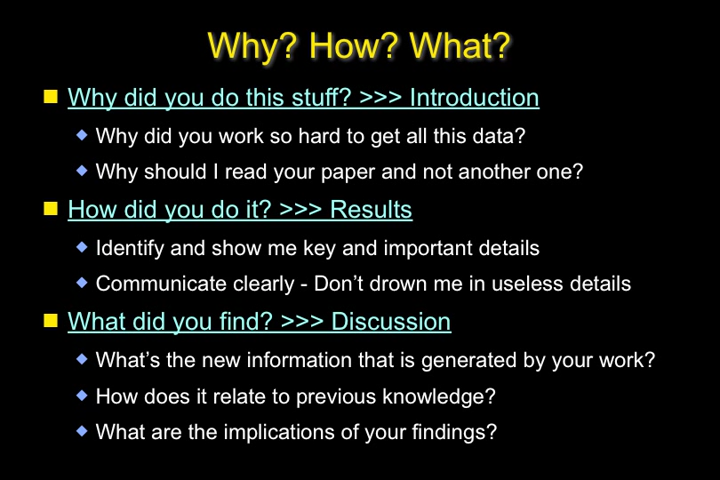 Why? How? What?
Why did you do this stuff? >>> Introduction
Why did you work so hard to get all this data?
Why should I read your paper and not another one?
How did you do it? >>> Results
Identify and show me key and important details
Communicate clearly - Don’t drown me in useless details
What did you find? >>> Discussion
What’s the new information that is generated by your work?
How does it relate to previous knowledge?
What are the implications of your findings?